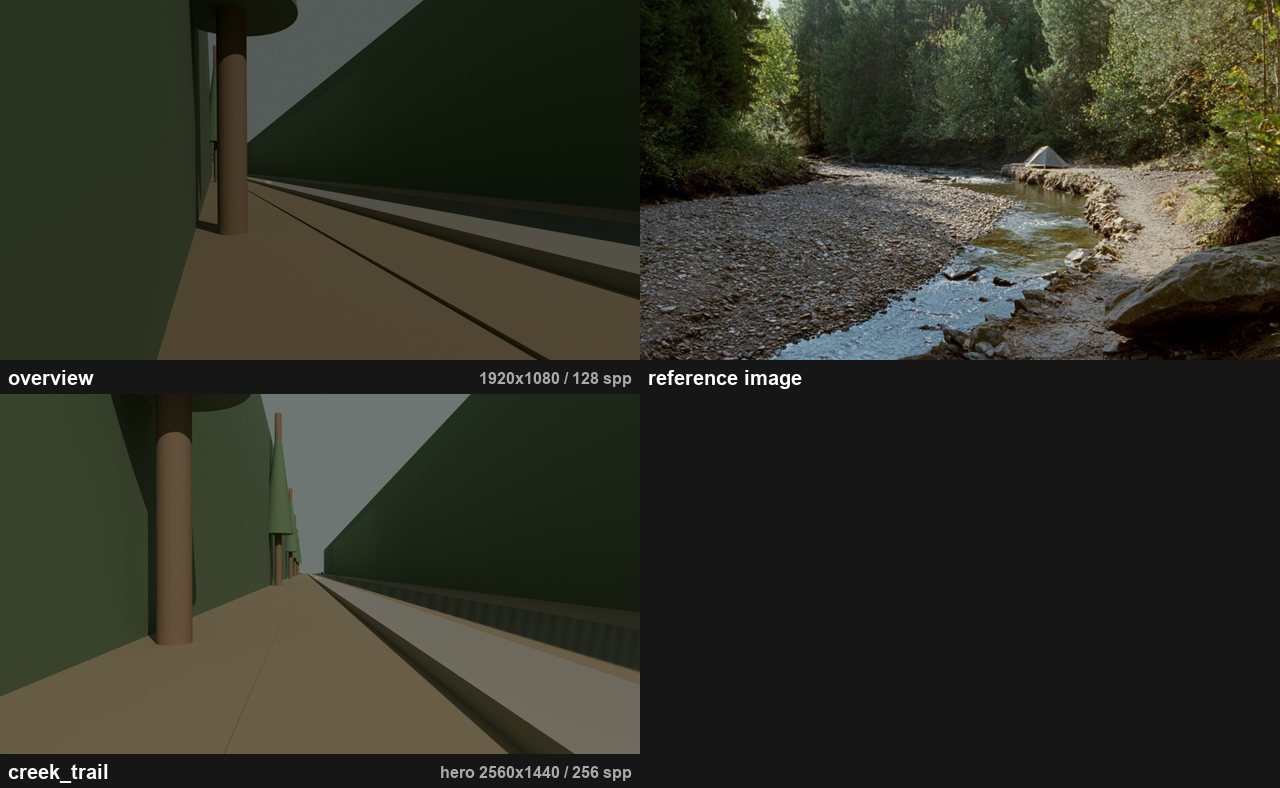 overview
1920x1080 / 128 spp
reference image
creek_trail
hero 2560x1440 / 256 spp